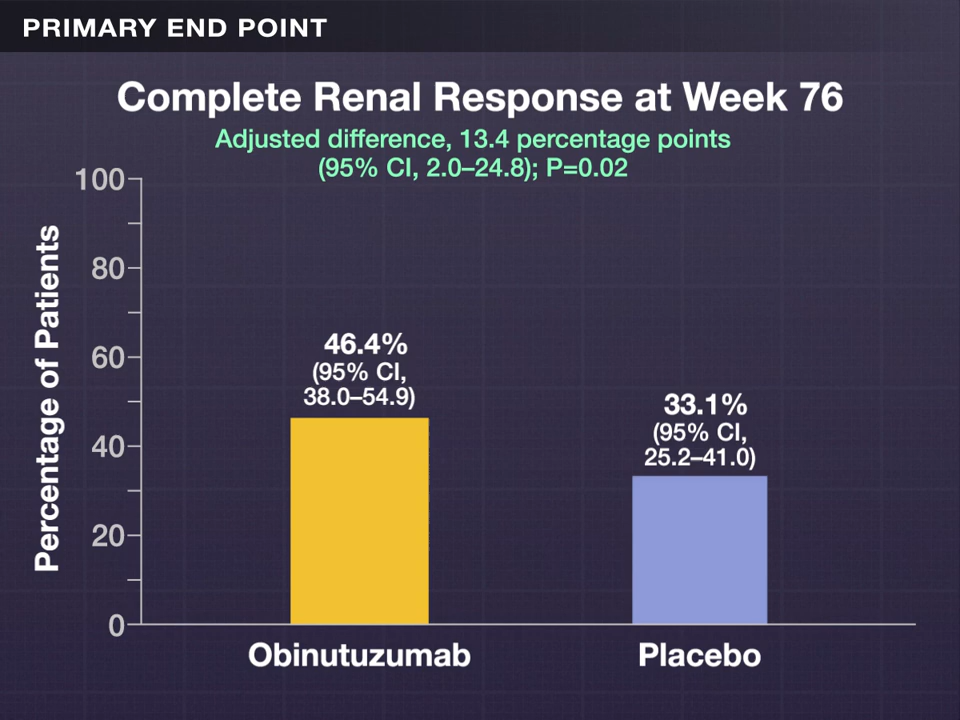 PRIMARY END POINT
Complete Renal Response at Week 76
Adjusted difference, 13.4 percentage points
(95% CI, 2.0–24.8); P=0.02
Percentage of Patients
100
80
60
40
20
0
46.4%
(95% CI,
38.0–54.9)
33.1%
(95% CI,
25.2–41.0)
Obinutuzumab
Placebo